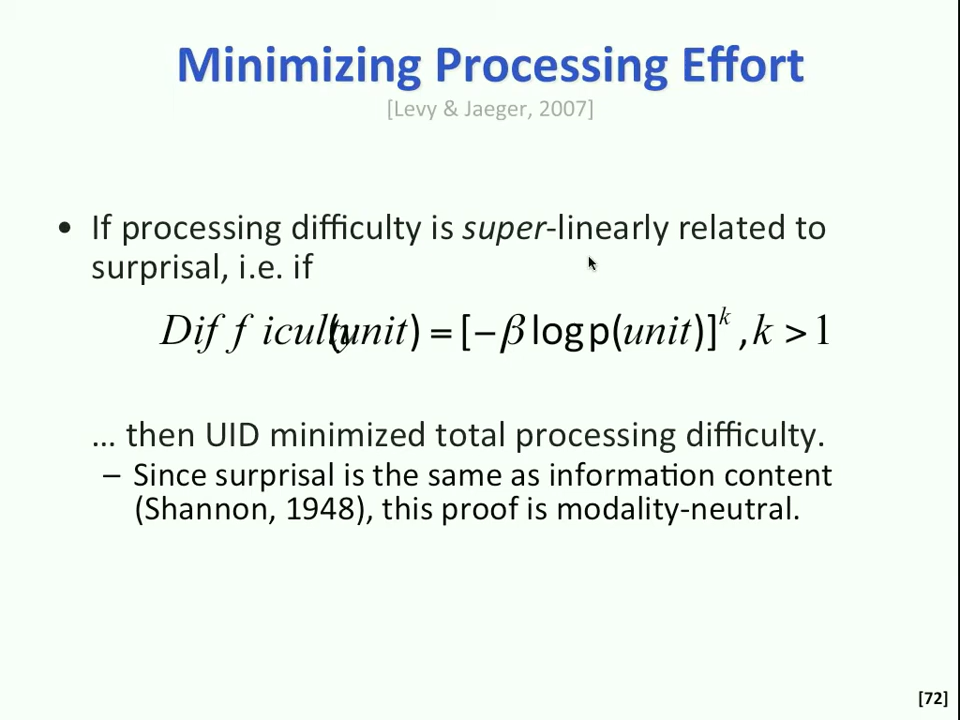 Minimizing Processing Effort
[Levy & Jaeger, 2007]
• If processing difficulty is super-linearly related to
surprisal, i.e. if
Difficulty(unit) = [−β log p(unit)]^k , k > 1
... then UID minimized total processing difficulty.
– Since surprisal is the same as information content
(Shannon, 1948), this proof is modality-neutral.
[72]